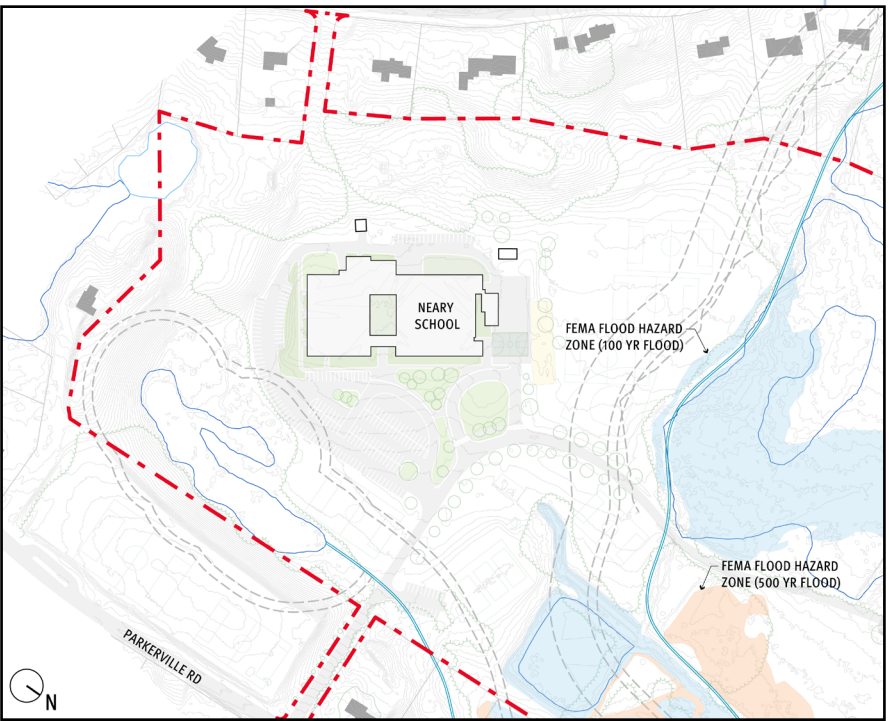 NEARY
SCHOOL
FEMA FLOOD HAZARD
ZONE (100 YR FLOOD)
FEMA FLOOD HAZARD
ZONE (500 YR FLOOD)
PARKERVILLE RD
N